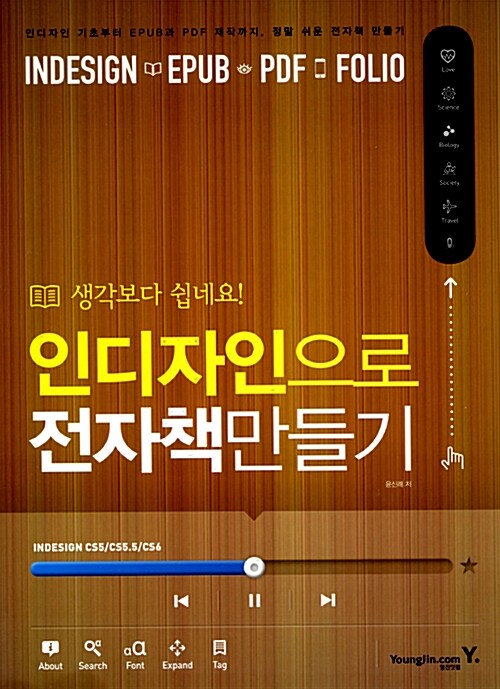 인디자인 기초부터 EPUB과 PDF 제작까지, 정말 쉬운 전자책 만들기
INDESIGN EPUB PDF FOLIO
Love
Science
Biology
Society
Travel
생각보다 쉽네요!
인디자인으로
전자책만들기
윤신례 저
INDESIGN CS5/CS5.5/CS6
About Search Font Expand Tag
YoungJin.com Y.
영진닷컴